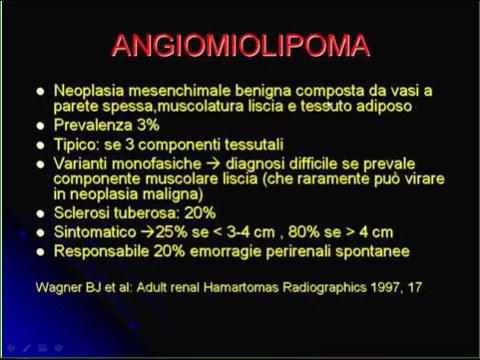 ANGIOMIOLIPOMA
• Neoplasia mesenchimale benigna composta da vasi a
parete spessa,muscolatura liscia e tessuto adiposo
• Prevalenza 3%
• Tipico: se 3 componenti tessutali
• Varianti monofasiche → diagnosi difficile se prevale
componente muscolare liscia (che raramente può virare
in neoplasia maligna)
• Sclerosi tuberosa: 20%
• Sintomatico →25% se < 3-4 cm , 80% se > 4 cm
• Responsabile 20% emorragie perirenali spontanee
Wagner BJ et al: Adult renal Hamartomas Radiographics 1997, 17